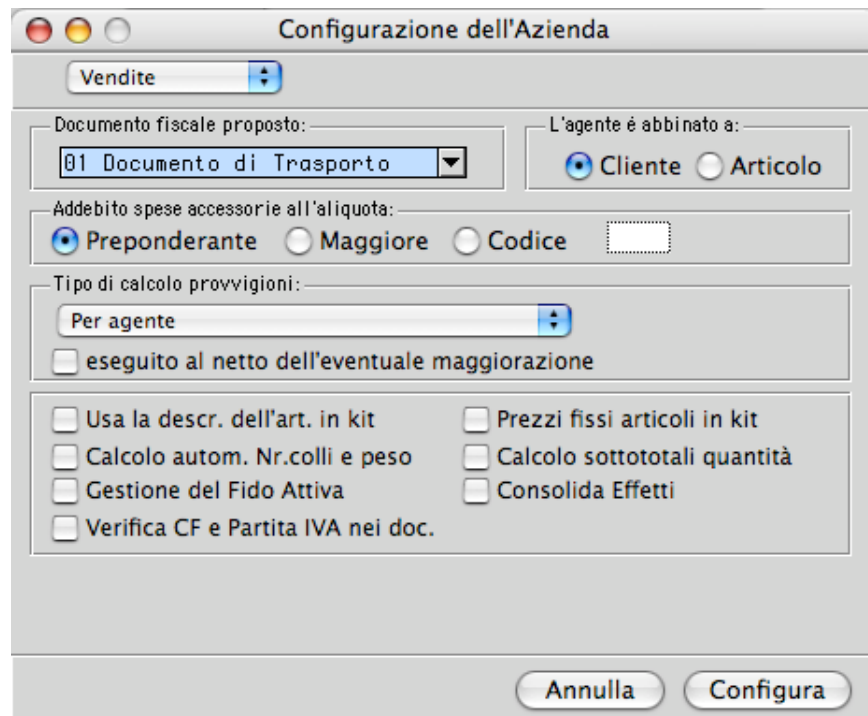 Configurazione dell'Azienda
Vendite
Documento fiscale proposto:
01 Documento di Trasporto
L'agente é abbinato a:
Cliente
Articolo
Addebito spese accessorie all'aliquota:
Preponderante
Maggiore
Codice
Tipo di calcolo provvigioni:
Per agente
eseguito al netto dell'eventuale maggiorazione
Usa la descr. dell'art. in kit
Prezzi fissi articoli in kit
Calcolo autom. Nr.colli e peso
Calcolo sottototali quantità
Gestione del Fido Attiva
Consolida Effetti
Verifica CF e Partita IVA nei doc.
Annulla
Configura